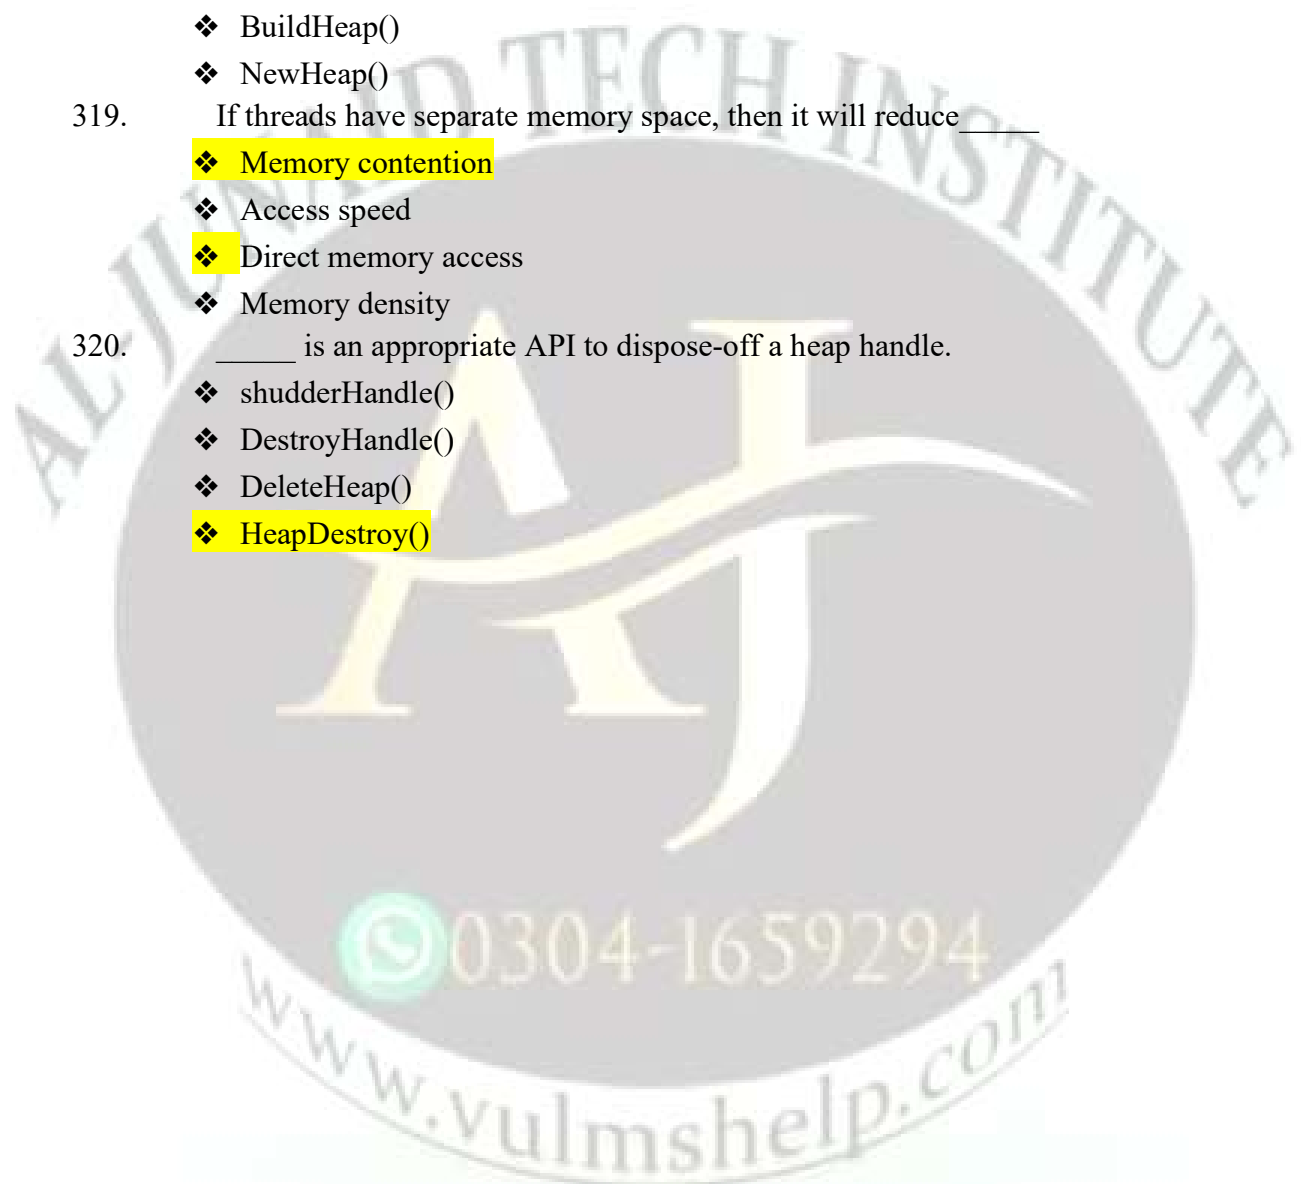 ❖ BuildHeap()
❖ NewHeap()
319. If threads have separate memory space, then it will reduce_____
❖ Memory contention
❖ Access speed
❖ Direct memory access
❖ Memory density
320. _____ is an appropriate API to dispose-off a heap handle.
❖ shudderHandle()
❖ DestroyHandle()
❖ DeleteHeap()
❖ HeapDestroy()
AL-JUNAID TECH INSTITUTE
AJ
0304-1659294
www.vulmshelp.com